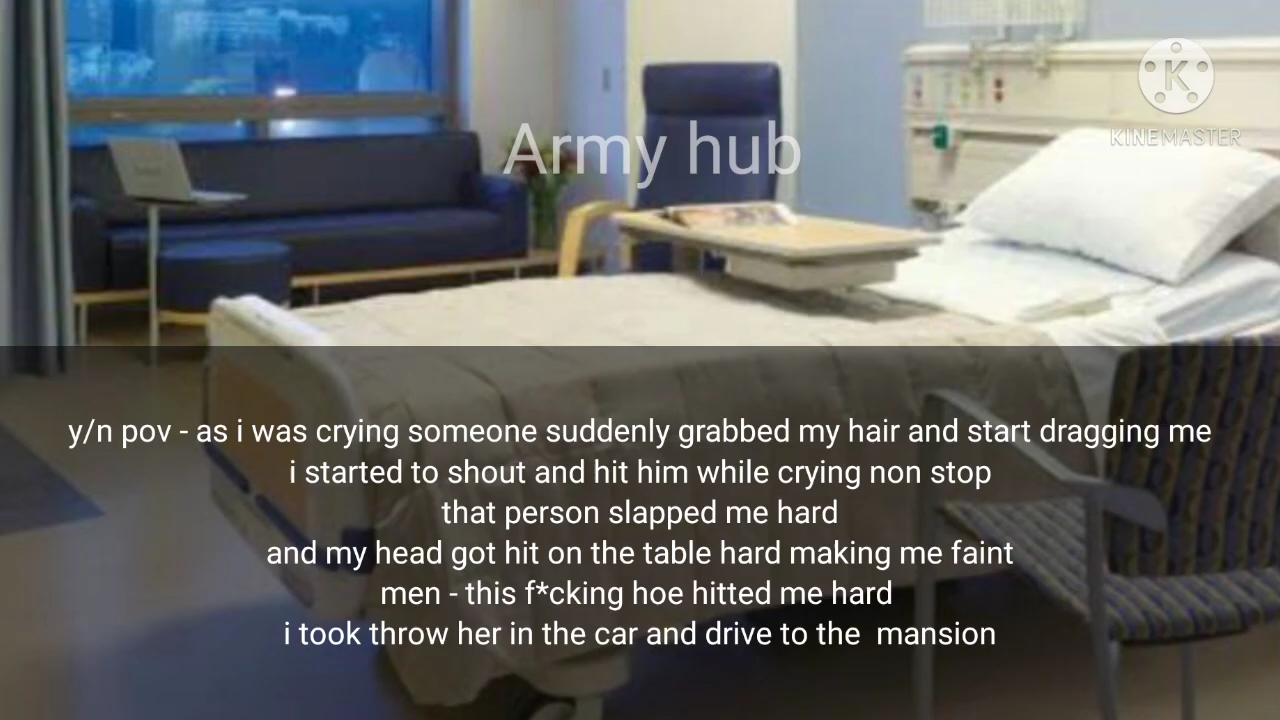 Army hub
K
KINEMASTER
y/n pov - as i was crying someone suddenly grabbed my hair and start dragging me
i started to shout and hit him while crying non stop
that person slapped me hard
and my head got hit on the table hard making me faint
men - this f*cking hoe hitted me hard
i took throw her in the car and drive to the  mansion